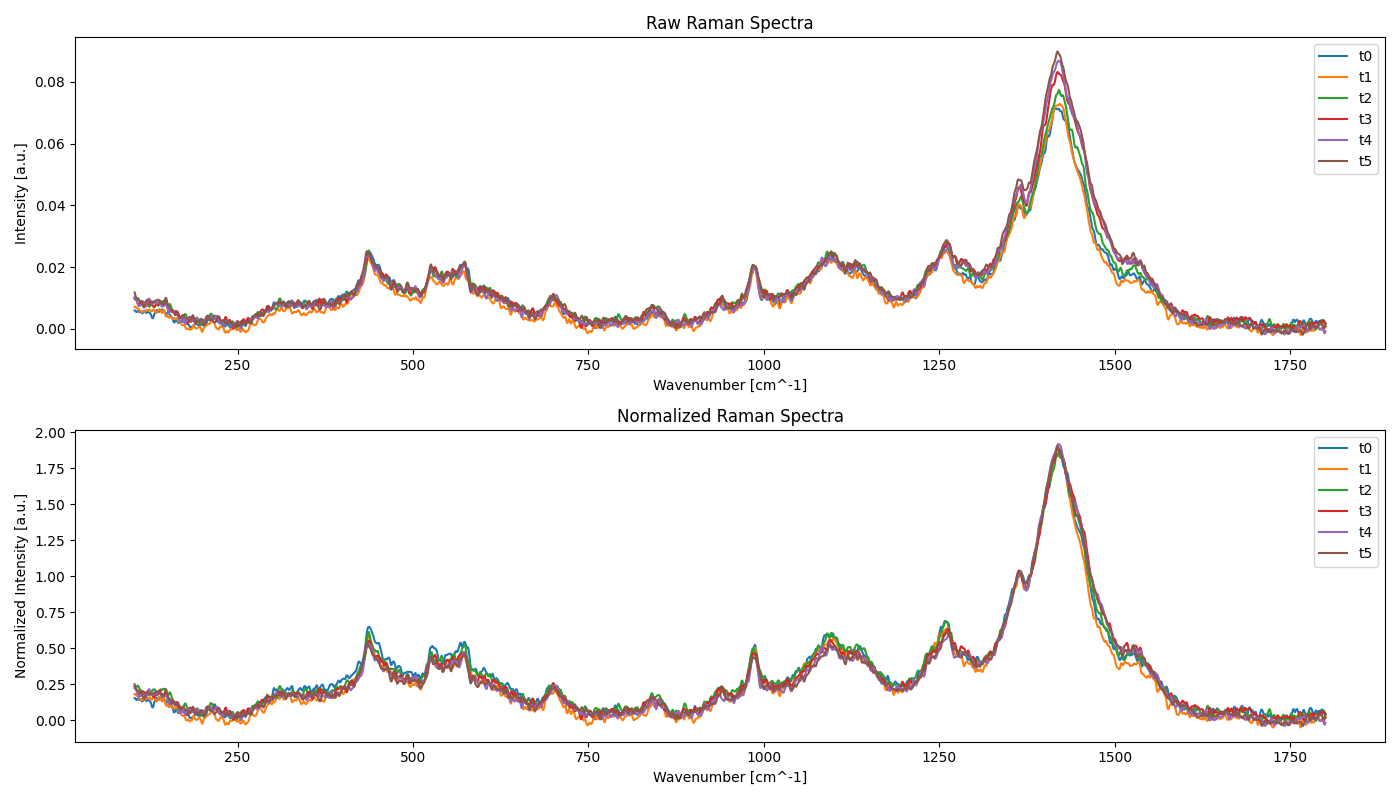 Raw Raman Spectra
Intensity [a.u.]
0.08
0.06
0.04
0.02
0.00
t0
t1
t2
t3
t4
t5
250 500 750 1000 1250 1500 1750
Wavenumber [cm^-1]
Normalized Raman Spectra
Normalized Intensity [a.u.]
2.00
1.75
1.50
1.25
1.00
0.75
0.50
0.25
0.00
t0
t1
t2
t3
t4
t5
250 500 750 1000 1250 1500 1750
Wavenumber [cm^-1]